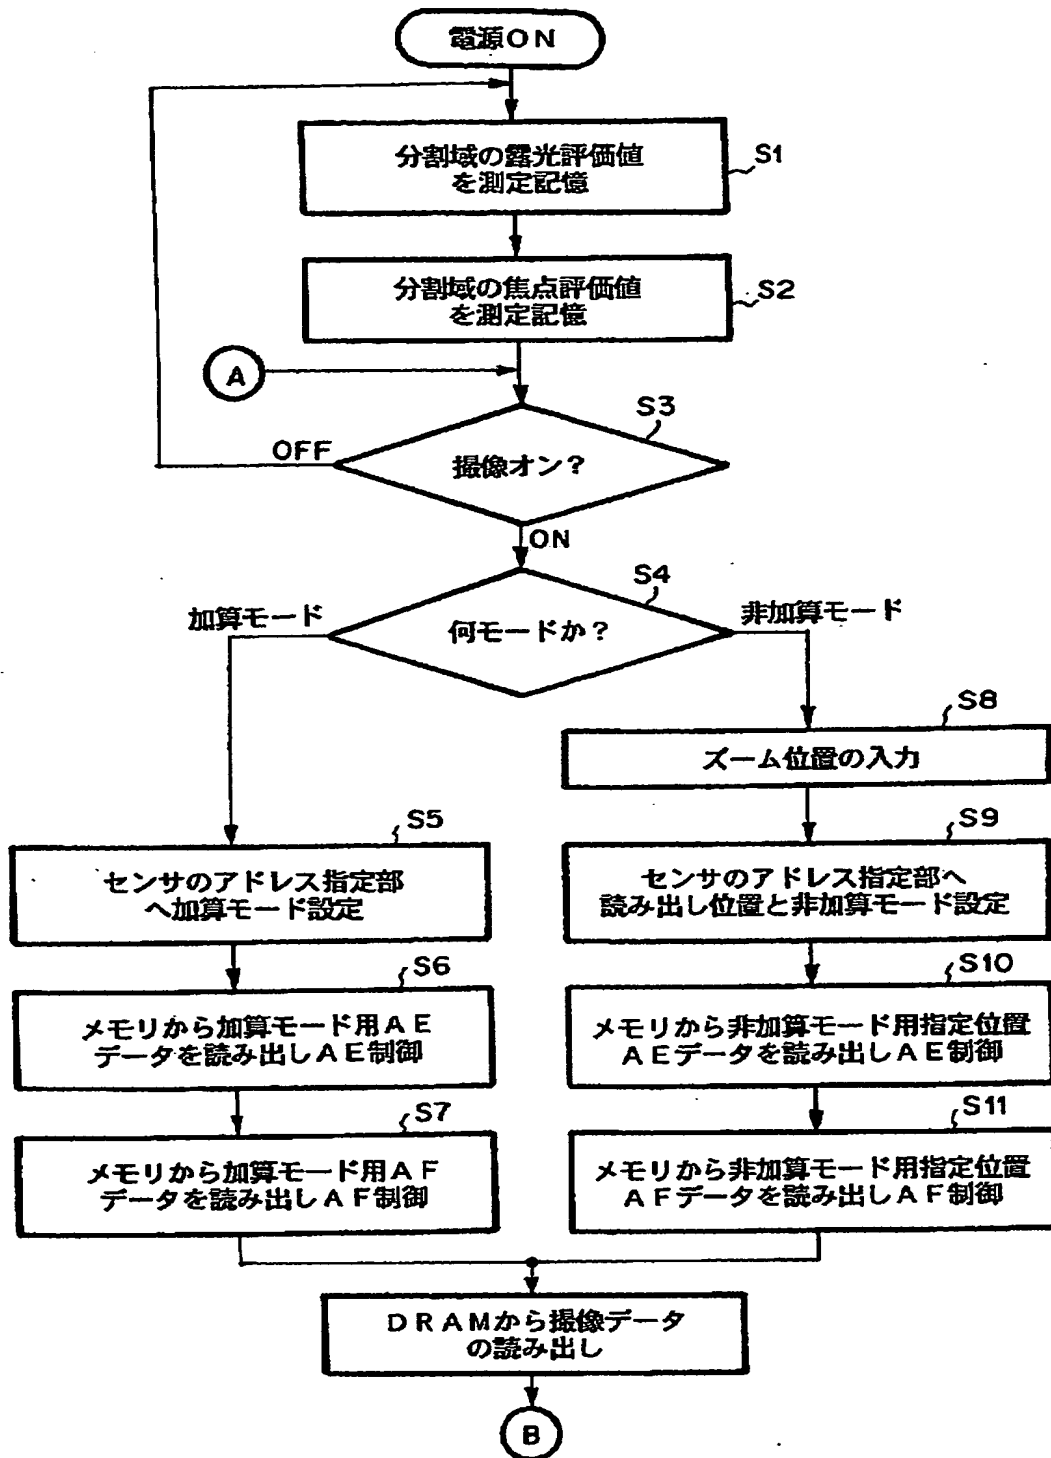 電源ON
分割域の露光評価値
を測定記憶
S1
分割域の焦点評価値
を測定記憶
S2
A
S3
OFF
撮像オン？
ON
S4
加算モード
何モードか？
非加算モード
S8
ズーム位置の入力
S5
センサのアドレス指定部
へ加算モード設定
S9
センサのアドレス指定部へ
読み出し位置と非加算モード設定
S6
メモリから加算モード用AE
データを読み出しAE制御
S10
メモリから非加算モード用指定位置
AEデータを読み出しAE制御
S7
メモリから加算モード用AF
データを読み出しAF制御
S11
メモリから非加算モード用指定位置
AFデータを読み出しAF制御
DRAMから撮像データ
の読み出し
B